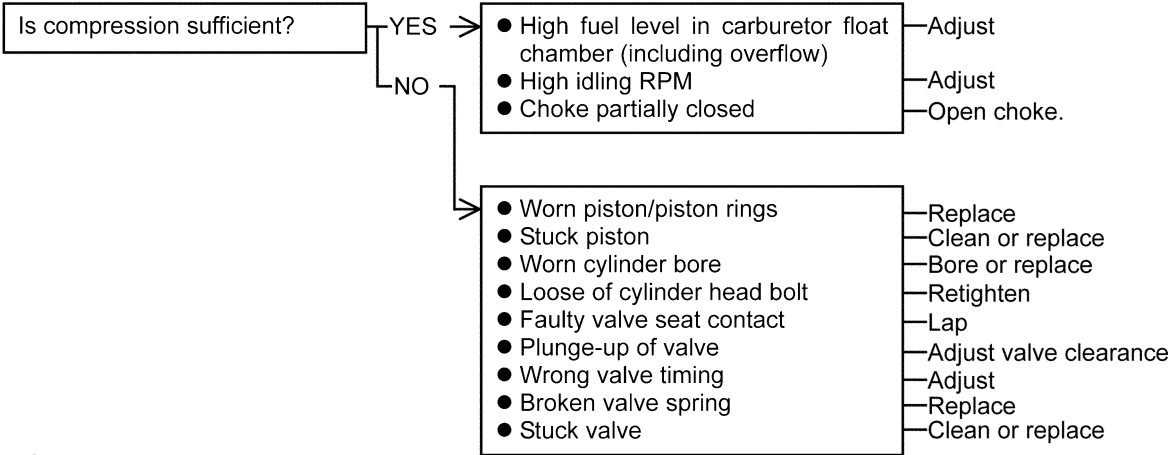 Is compression sufficient?
YES
● High fuel level in carburetor float
chamber (including overflow)
● High idling RPM
● Choke partially closed
Adjust
Adjust
Open choke.
NO
● Worn piston/piston rings
● Stuck piston
● Worn cylinder bore
● Loose of cylinder head bolt
● Faulty valve seat contact
● Plunge-up of valve
● Wrong valve timing
● Broken valve spring
● Stuck valve
Replace
Clean or replace
Bore or replace
Retighten
Lap
Adjust valve clearance
Adjust
Replace
Clean or replace